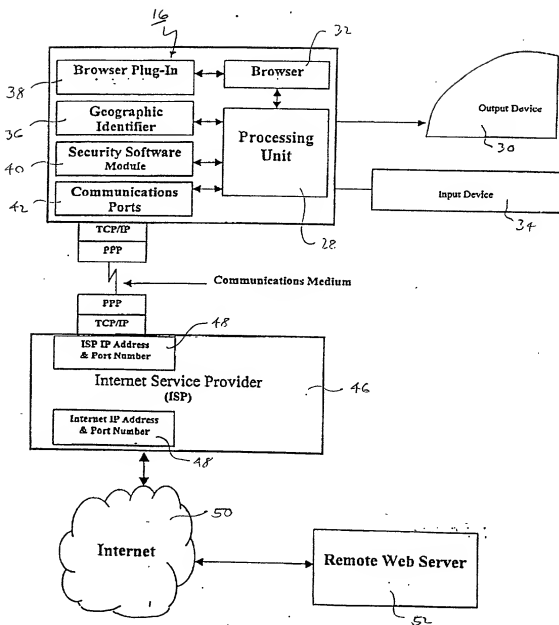 16
32
Browser Plug-In
Browser
38
Geographic
Identifier
36
Processing
Unit
Output Device
30
Security Software
Module
40
Communications
Ports
42
Input Device
34
28
TCP/IP
PPP
Communications Medium
PPP
TCP/IP
48
ISP IP Address
& Port Number
Internet Service Provider
(ISP)
46
Internet IP Address
& Port Number
48
50
Internet
Remote Web Server
52